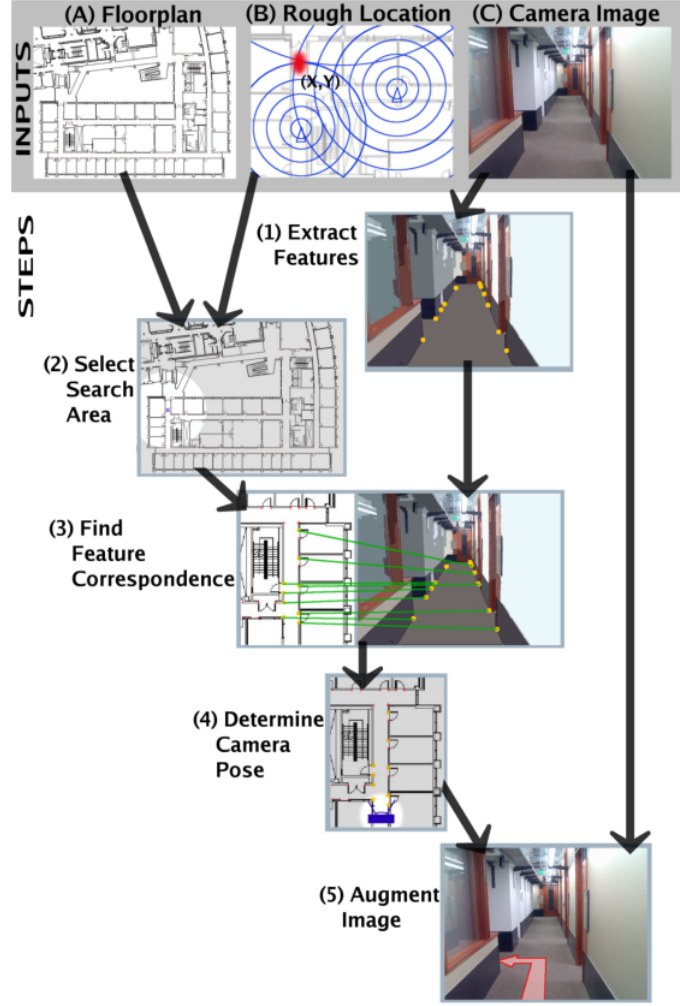 (A) Floorplan
(B) Rough Location
(C) Camera Image
INPUTS
(X,Y)
STEPS
(1) Extract
Features
(2) Select
Search
Area
(3) Find
Feature
Correspondence
(4) Determine
Camera
Pose
(5) Augment
Image